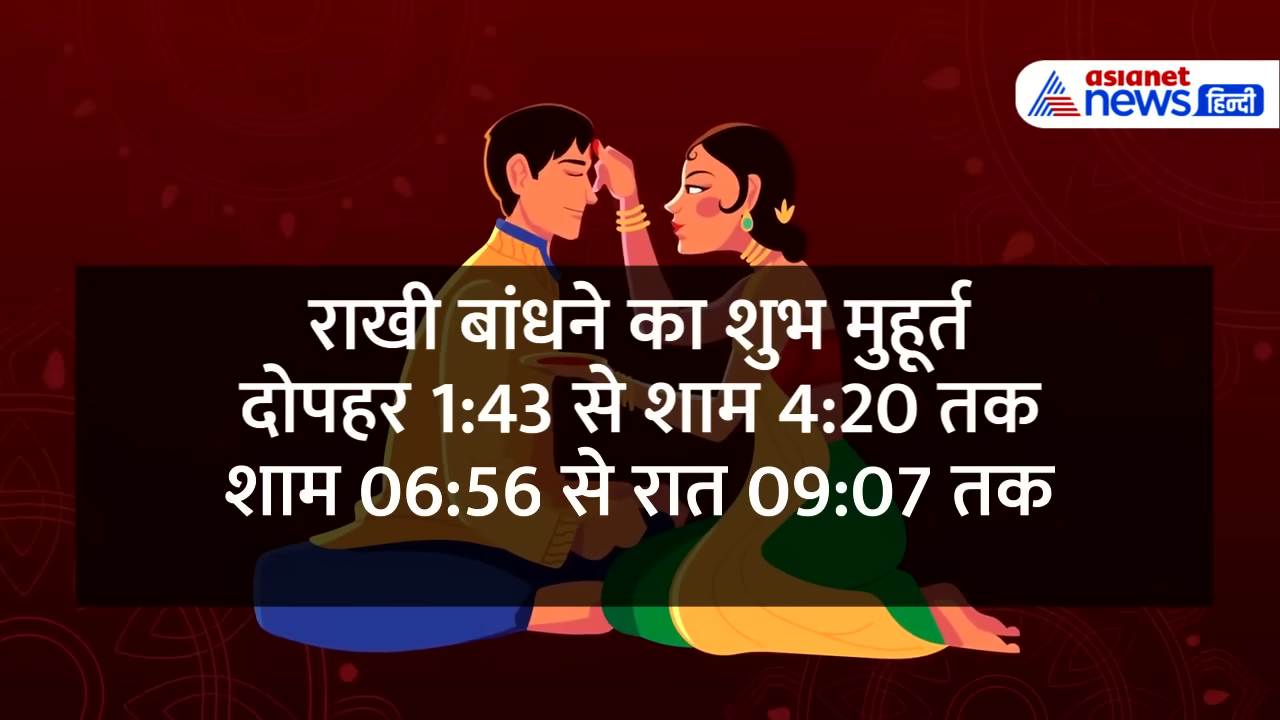 asianet
news हिन्दी
राखी बांधने का शुभ मुहूर्त
दोपहर 1:43 से शाम 4:20 तक
शाम 06:56 से रात 09:07 तक